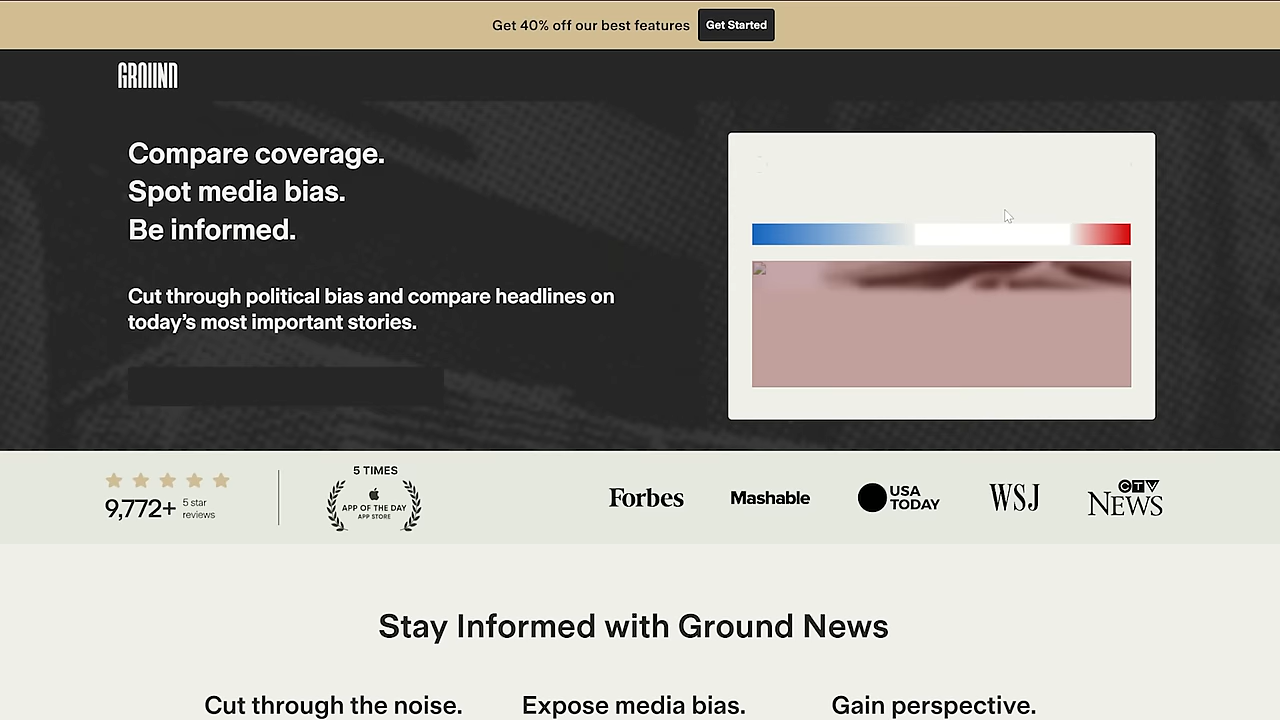 Get 40% off our best features
Get Started
GROUND
Compare coverage.
Spot media bias.
Be informed.
Cut through political bias and compare headlines on
today's most important stories.
9,772+
5 star
reviews
5 TIMES
APP OF THE DAY
APP STORE
Forbes
Mashable
USA
TODAY
WSJ
CTV
NEWS
Stay Informed with Ground News
Cut through the noise.
Expose media bias.
Gain perspective.